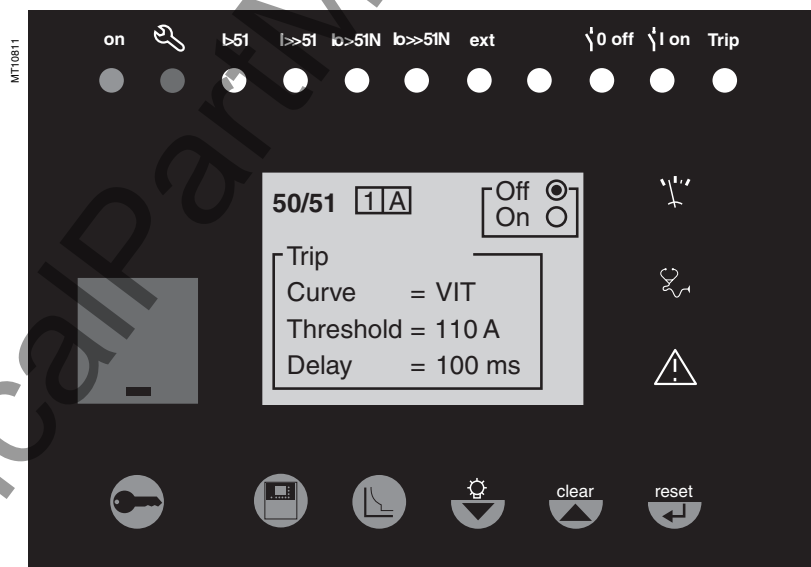 MT10811
on I>51 I>>51 Io>51N Io>>51N ext 0 off I on Trip
50/51 1 A Off
On
Trip
Curve = VIT
Threshold = 110 A
Delay = 100 ms
clear reset